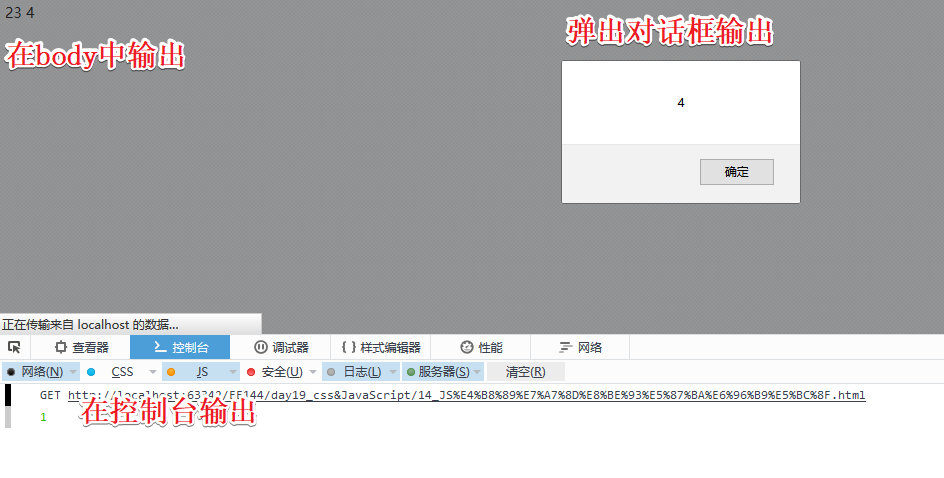 23 4
在body中输出
弹出对话框输出
4
确定
正在传输来自 localhost 的数据...
查看器 控制台 调试器 { } 样式编辑器 性能 网络
网络(N) CSS JS 安全(U) 日志(L) 服务器(S) 清空(R)
GET http://localhost:63342/EE144/day19_css&JavaScript/14_JS%E4%B8%89%E7%A7%8D%E8%BE%93%E5%87%BA%E6%96%B9%E5%BC%8F.html
1
在控制台输出